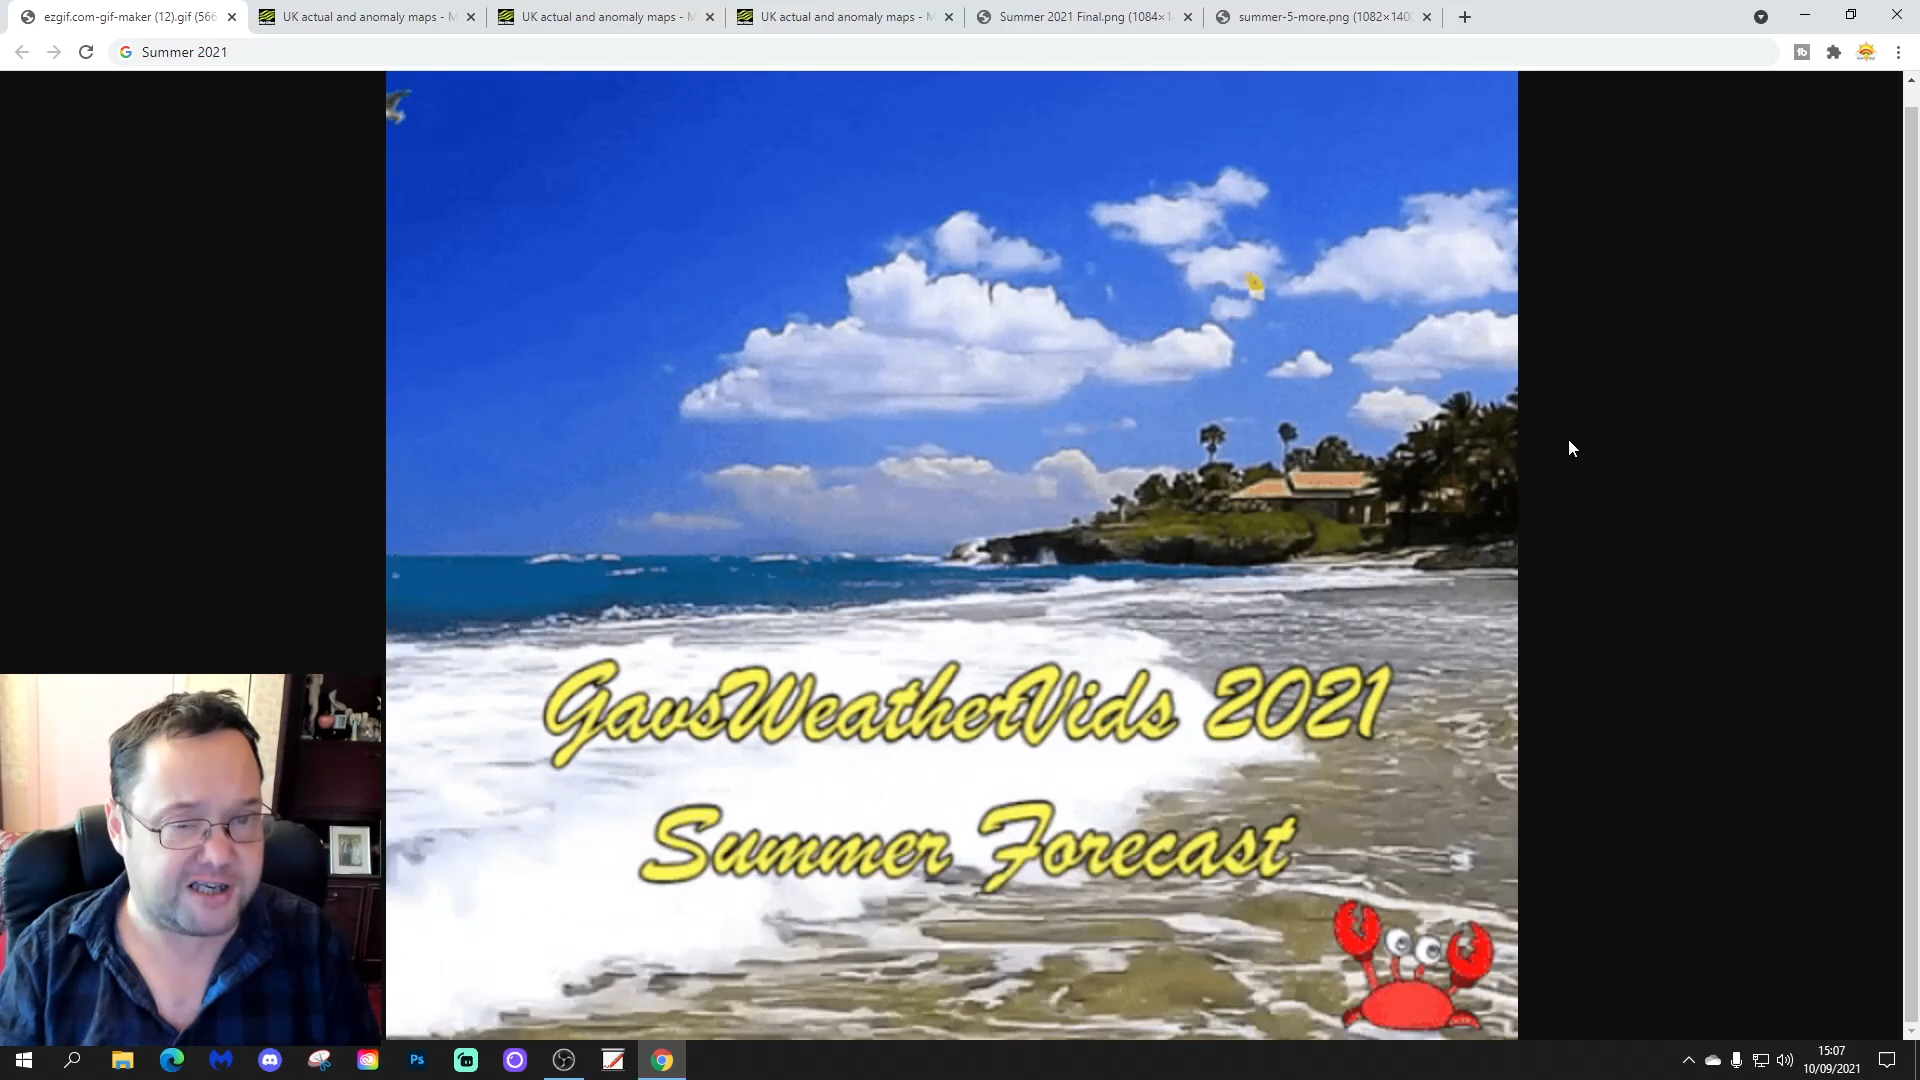 ezgif.com-gif-maker (12).gif (566
UK actual and anomaly maps - M
UK actual and anomaly maps - M
UK actual and anomaly maps - M
Summer 2021 Final.png (1084×1
summer-5-more.png (1082×1400
Summer 2021
GavsWeatherVids 2021
Summer Forecast
Ps
15:07
10/09/2021